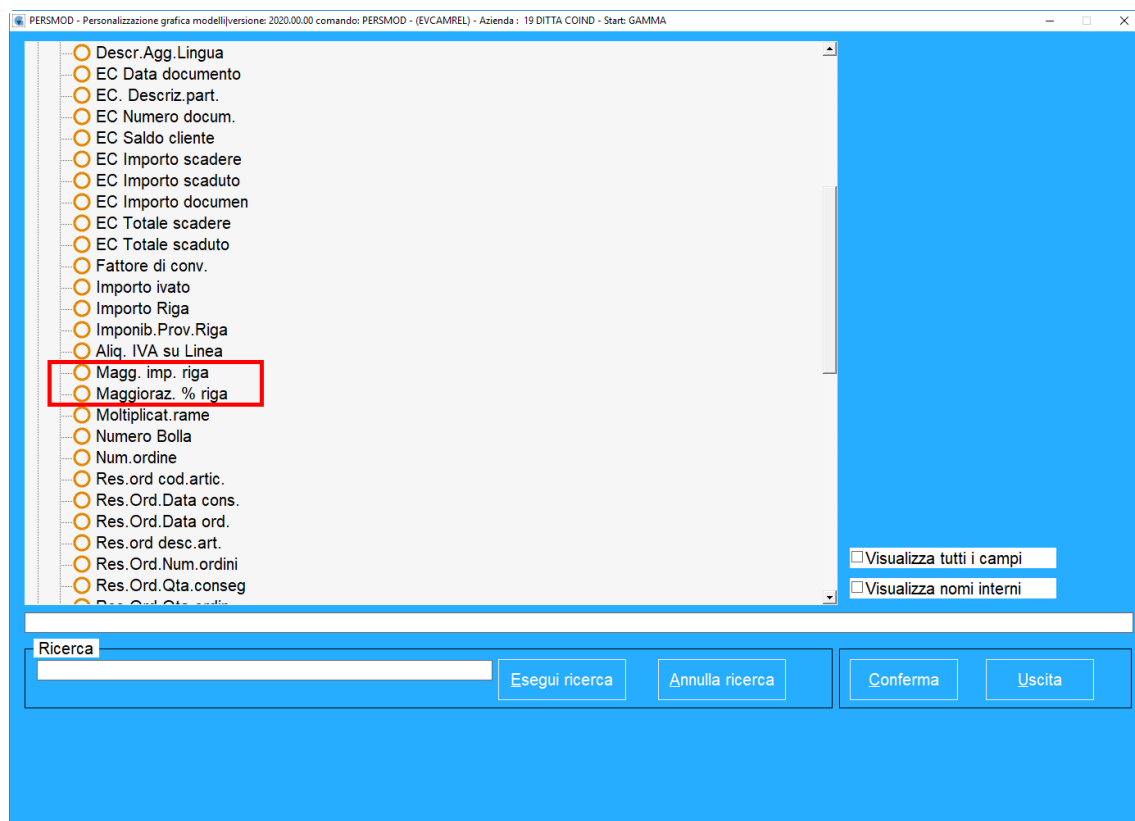 PERSMOD - Personalizzazione grafica modelli|versione: 2020.00.00 comando: PERSMOD - (EVCAMREL) - Azienda : 19 DITTA COIND - Start: GAMMA
Descr.Agg.Lingua
EC Data documento
EC. Descriz.part.
EC Numero docum.
EC Saldo cliente
EC Importo scadere
EC Importo scaduto
EC Importo documen
EC Totale scadere
EC Totale scaduto
Fattore di conv.
Importo ivato
Importo Riga
Imponib.Prov.Riga
Aliq. IVA su Linea
Magg. imp. riga
Maggioraz. % riga
Moltiplicat.rame
Numero Bolla
Num.ordine
Res.ord cod.artic.
Res.Ord.Data cons.
Res.Ord.Data ord.
Res.ord desc.art.
Res.Ord.Num.ordini
Res.Ord.Qta.conseg
Visualizza tutti i campi
Visualizza nomi interni
Ricerca
Esegui ricerca
Annulla ricerca
Conferma
Uscita